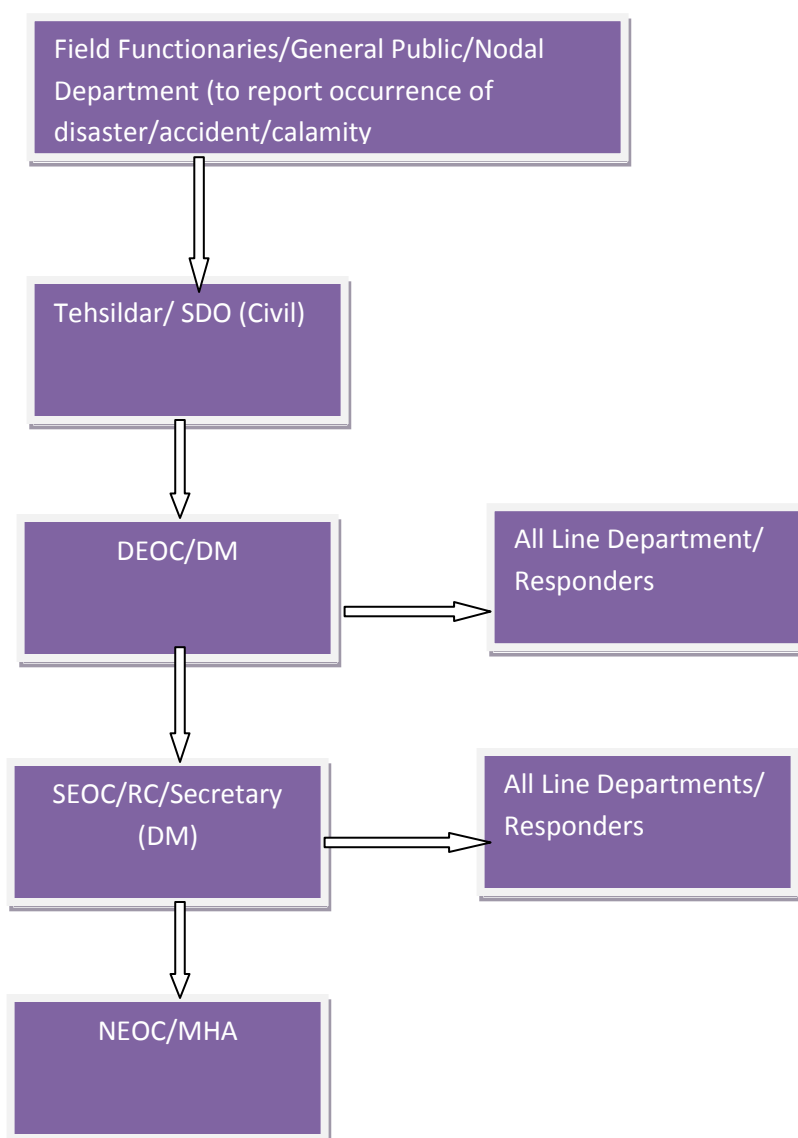 Field Functionaries/General Public/Nodal
Department (to report occurrence of
disaster/accident/calamity
Tehsildar/ SDO (Civil)
DEOC/DM
All Line Department/
Responders
SEOC/RC/Secretary
(DM)
All Line Departments/
Responders
NEOC/MHA